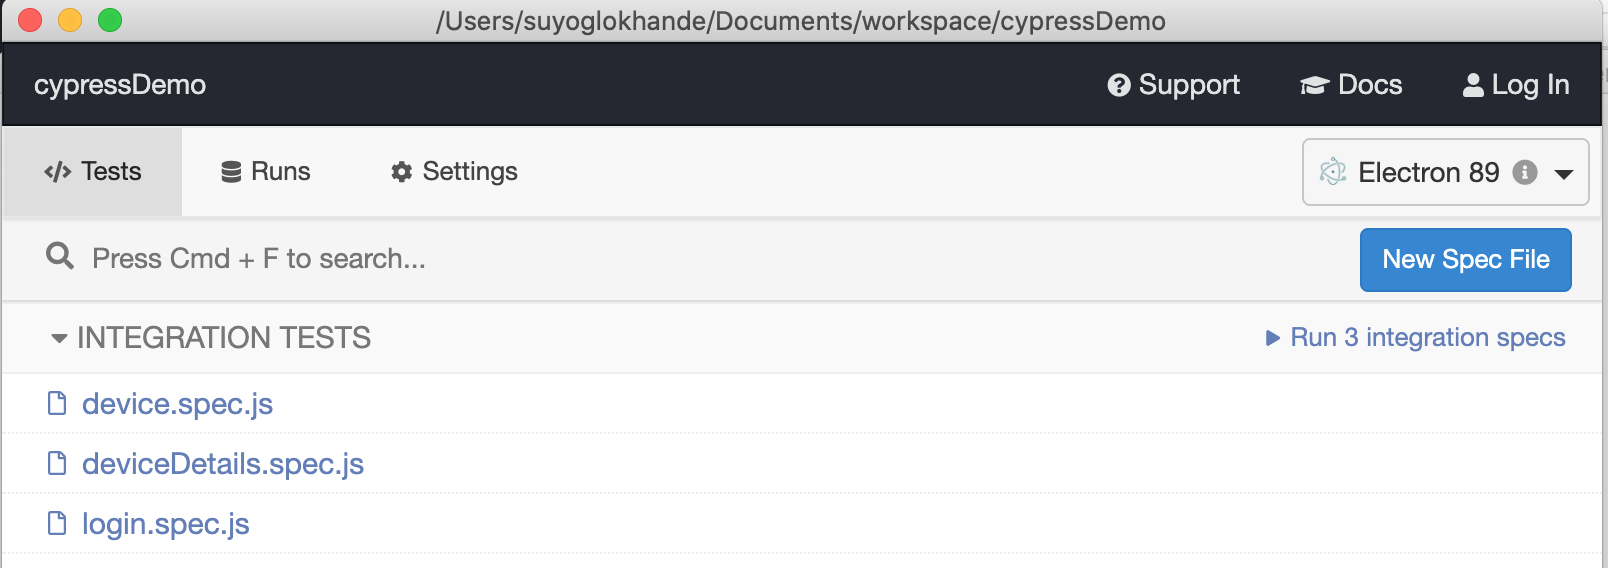 /Users/suyoglokhande/Documents/workspace/cypressDemo
cypressDemo Support Docs Log In
</> Tests Runs Settings Electron 89
Press Cmd + F to search... New Spec File
INTEGRATION TESTS Run 3 integration specs
device.spec.js
deviceDetails.spec.js
login.spec.js